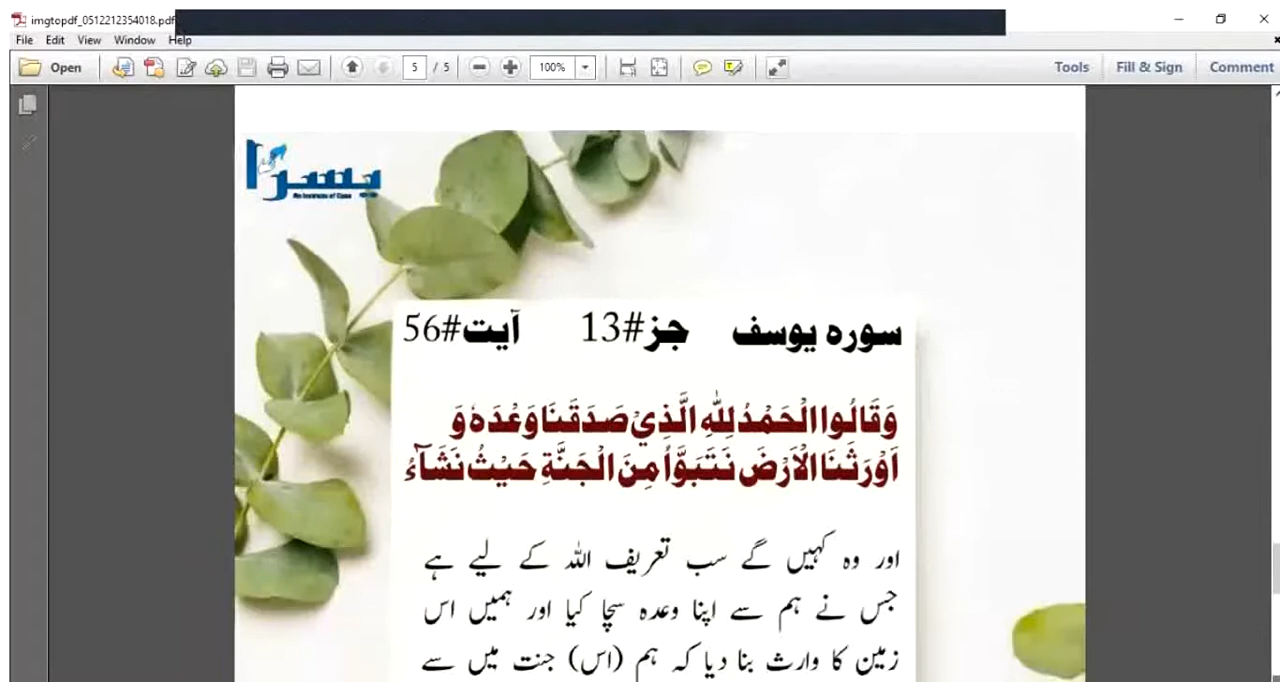 imgtopdf_0512212354018.pdf
File Edit View Window Help
Open 5 / 5 100% Tools Fill & Sign Comment
یسرا
سورہ یوسف جز#13 آیت#56
وَقَالُوا الْحَمْدُ لِلّٰهِ الَّذِيْ صَدَقَنَا وَعْدَهٗ وَ
اَوْرَثَنَا الْاَرْضَ نَتَبَوَّاُ مِنَ الْجَنَّةِ حَيْثُ نَشَآءُ
اور وہ کہیں گے سب تعریف اللہ کے لیے ہے
جس نے ہم سے اپنا وعدہ سچا کیا اور ہمیں اس
زمین کا وارث بنا دیا کہ ہم (اس) جنت میں سے